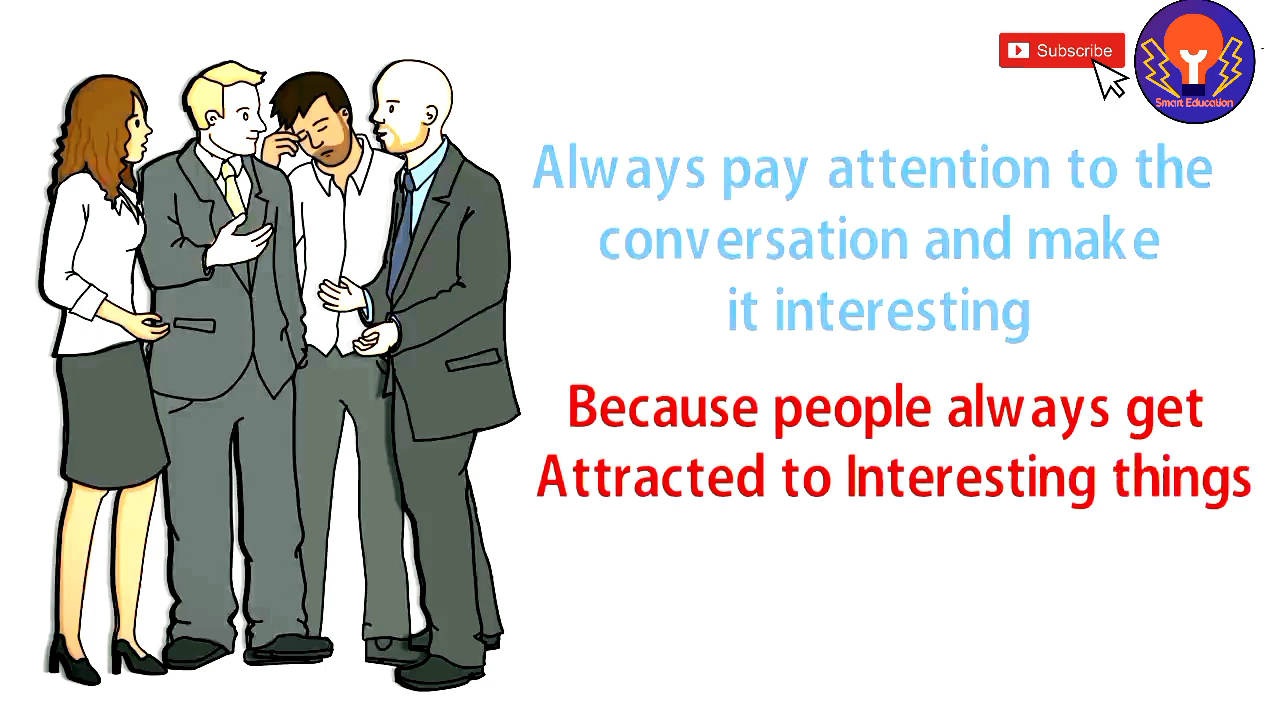 Subscribe
Smart Education
Always pay attention to the
conversation and make
it interesting
Because people always get
Attracted to Interesting things